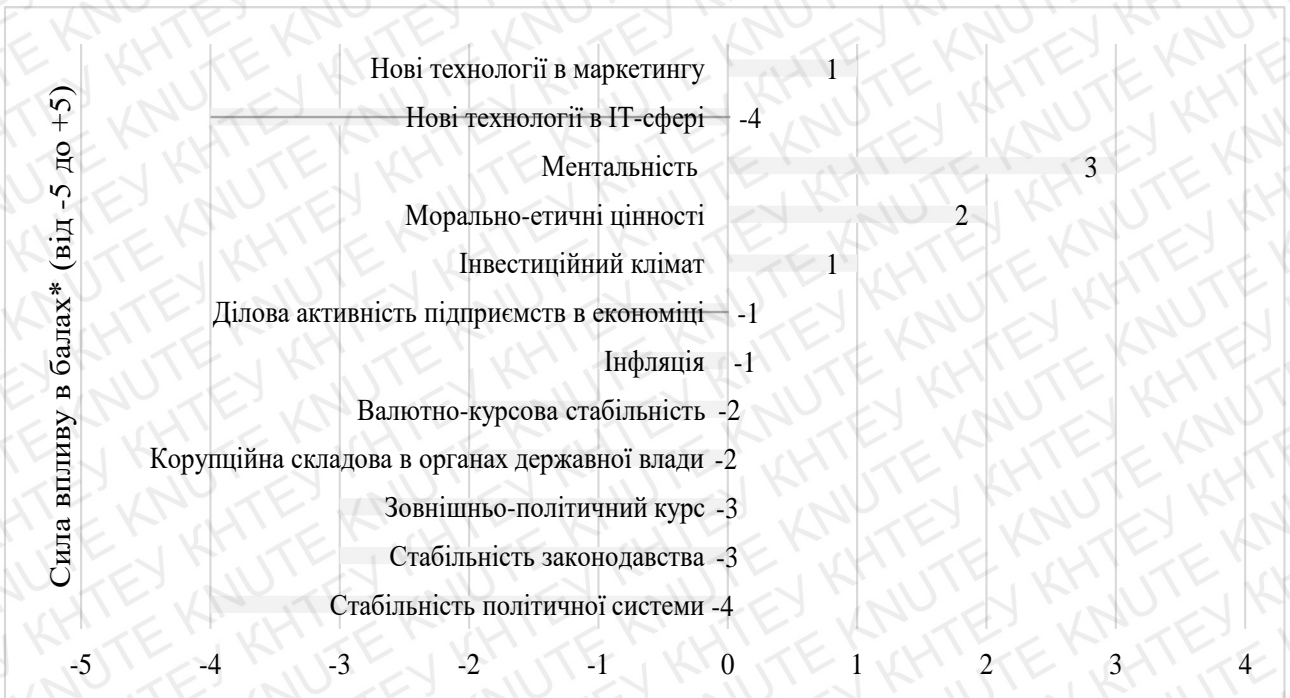 Сила впливу в балах* (від -5 до +5)
Нові технології в маркетингу 1
Нові технології в ІТ-сфері -4
Ментальність 3
Морально-етичні цінності 2
Інвестиційний клімат 1
Ділова активність підприємств в економіці -1
Інфляція -1
Валютно-курсова стабільність -2
Корупційна складова в органах державної влади -2
Зовнішньо-політичний курс -3
Стабільність законодавства -3
Стабільність політичної системи -4
-5 -4 -3 -2 -1 0 1 2 3 4